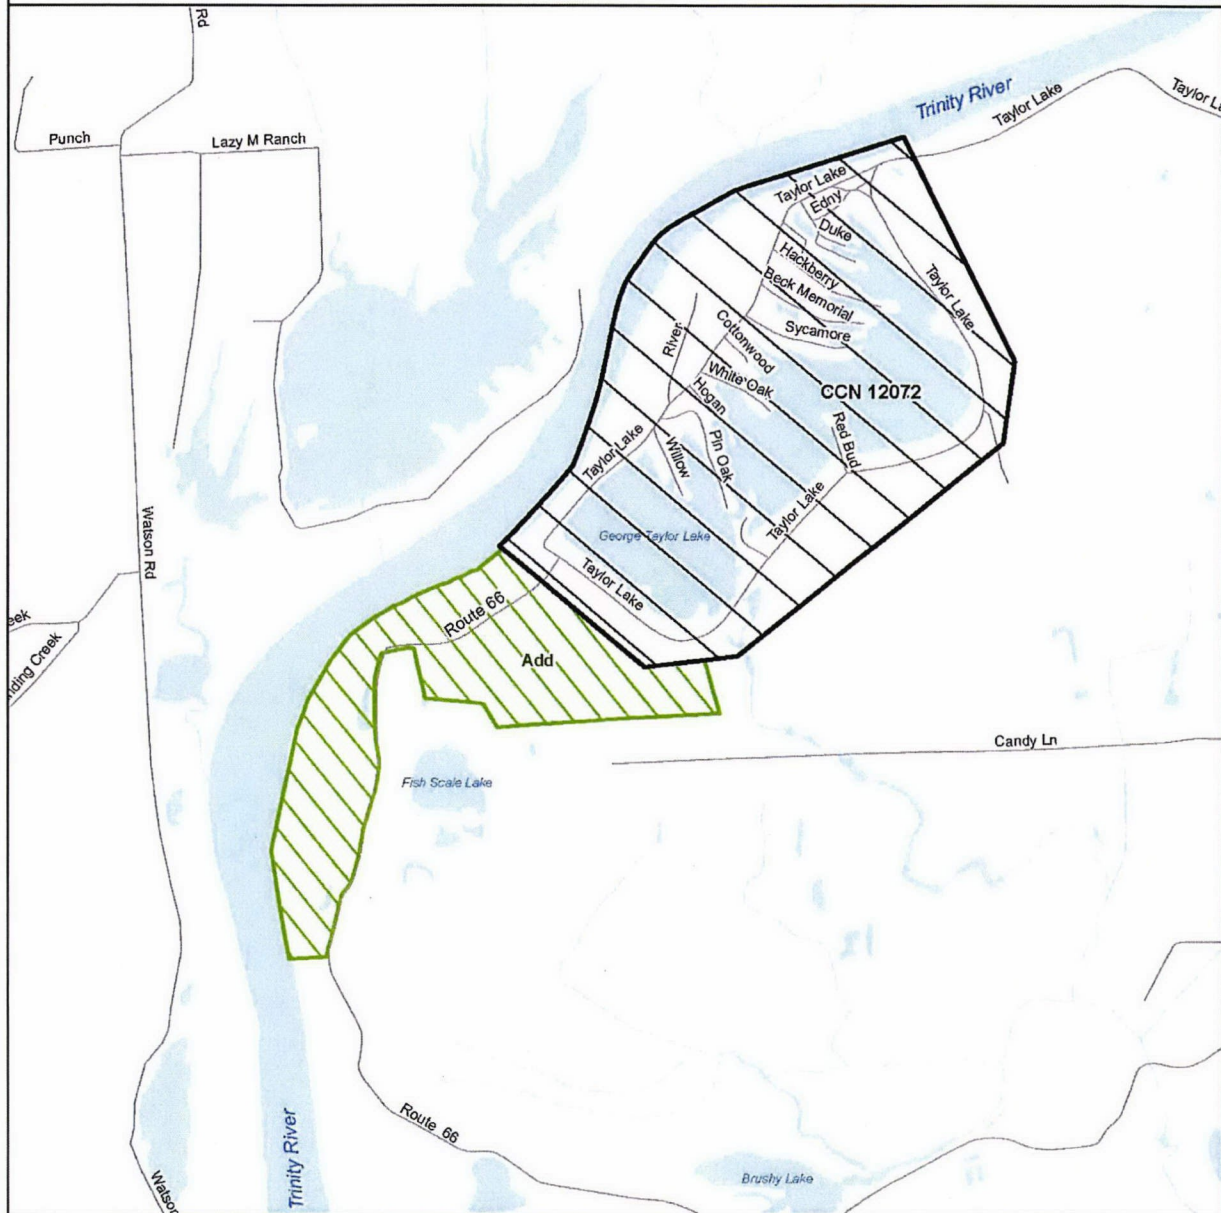 Rd
Punch
Lazy M Ranch
Trinity River
Taylor Lake
Taylor La
Taylor Lake
Edny
Duke
Hackberry
Beck Memorial
Sycamore
Taylor Lake
River
Cottonwood
White Oak
Hogan
CCN 12072
Red Bud
Pin Oak
Willow
Taylor Lake
Taylor Lake
George Taylor Lake
Taylor Lake
Watson Rd
Route 66
Add
eek
nding Creek
Candy Ln
Fish Scale Lake
Route 66
Trinity River
Watson
Brushy Lake